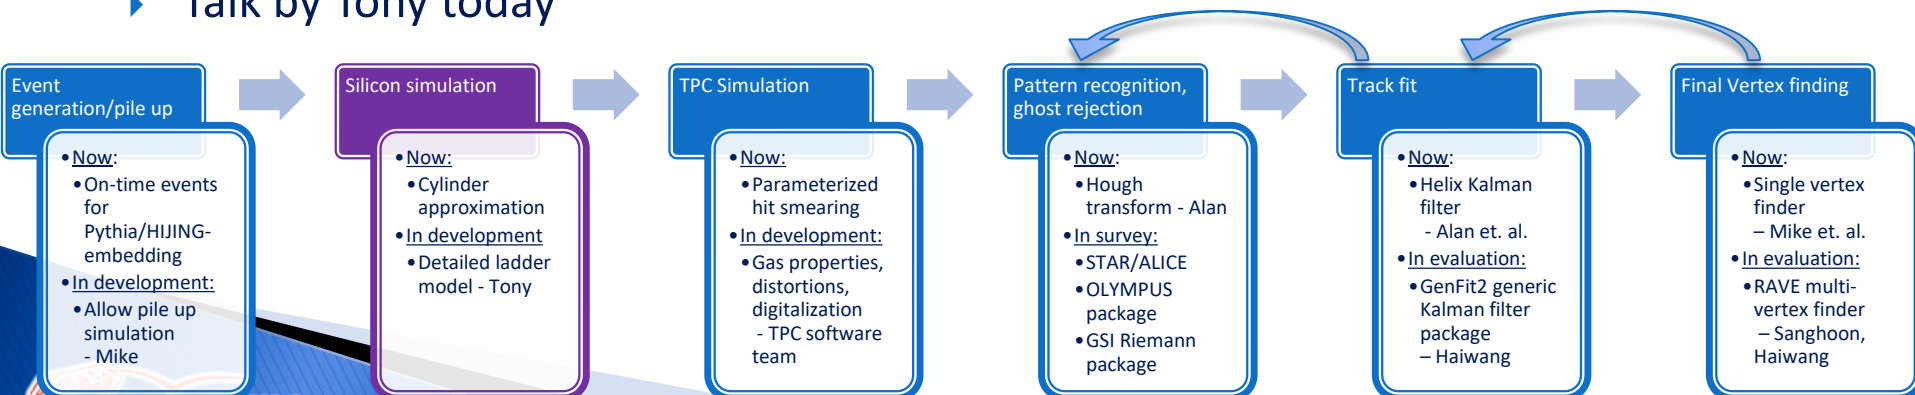 Talk by Tony today
Event
generation/pile up
•Now:
•On-time events
for
Pythia/HIJING-
embedding
•In development:
•Allow pile up
simulation
- Mike
Silicon simulation
•Now:
•Cylinder
approximation
•In development
•Detailed ladder
model - Tony
TPC Simulation
•Now:
•Parameterized
hit smearing
•In development:
•Gas properties,
distortions,
digitalization
- TPC software
team
Pattern recognition,
ghost rejection
•Now:
•Hough
transform - Alan
•In survey:
•STAR/ALICE
•OLYMPUS
package
•GSI Riemann
package
Track fit
•Now:
•Helix Kalman
filter
- Alan et. al.
•In evaluation:
•GenFit2 generic
Kalman filter
package
– Haiwang
Final Vertex finding
•Now:
•Single vertex
finder
– Mike et. al.
•In evaluation:
•RAVE multi-
vertex finder
– Sanghoon,
Haiwang